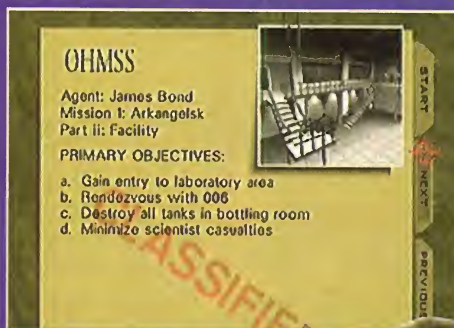 OHMSS
Agent: James Bond
Mission 1: Arkangelsk
Part ii: Facility
PRIMARY OBJECTIVES:
a. Gain entry to laboratory area
b. Rendezvous with 006
c. Destroy all tanks in bottling room
d. Minimize scientist casualties
CLASSIFIED
START
NEXT
PREVIOUS